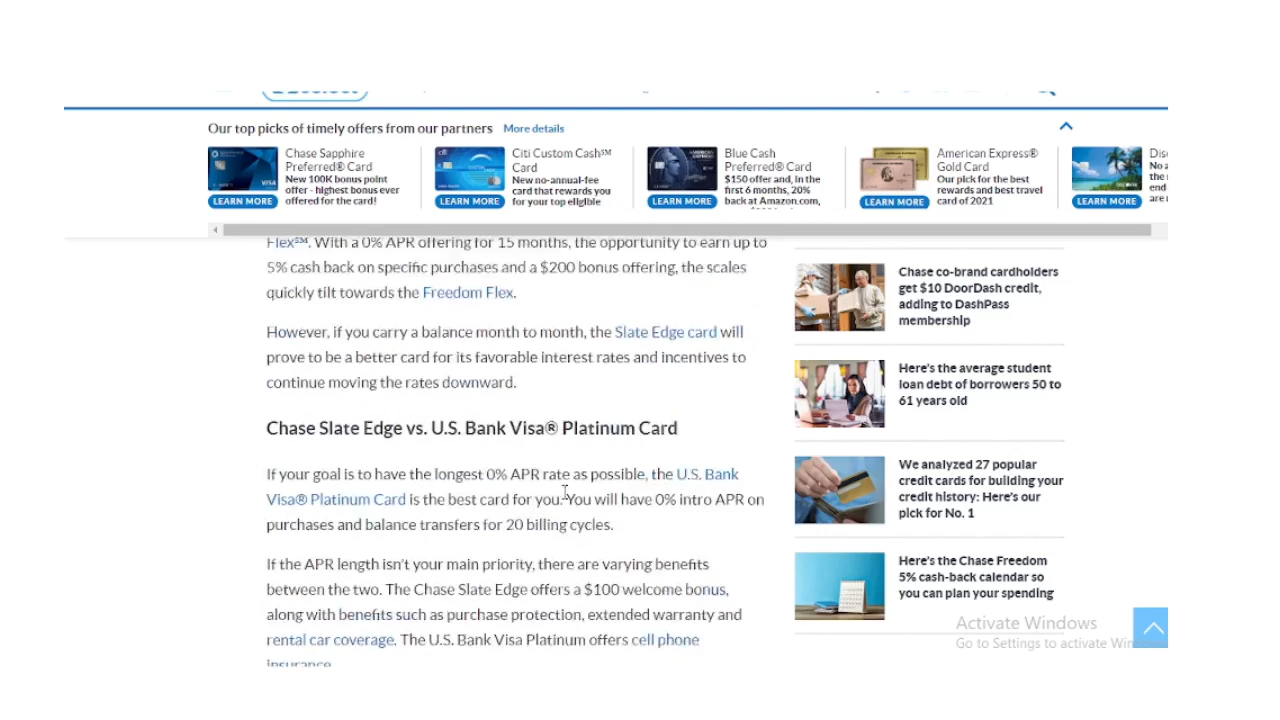 Our top picks of timely offers from our partners More details
Chase Sapphire
Preferred® Card
New 100K bonus point
offer - highest bonus ever
offered for the card!
LEARN MORE
Citi Custom Cash℠
Card
New no-annual-fee
card that rewards you
for your top eligible
LEARN MORE
Blue Cash
Preferred® Card
$150 offer and, in the
first 6 months, 20%
back at Amazon.com,
LEARN MORE
American Express®
Gold Card
Our pick for the best
rewards and best travel
card of 2021
LEARN MORE
LEARN MORE
Flex℠. With a 0% APR offering for 15 months, the opportunity to earn up to
5% cash back on specific purchases and a $200 bonus offering, the scales
quickly tilt towards the Freedom Flex.
However, if you carry a balance month to month, the Slate Edge card will
prove to be a better card for its favorable interest rates and incentives to
continue moving the rates downward.
Chase Slate Edge vs. U.S. Bank Visa® Platinum Card
If your goal is to have the longest 0% APR rate as possible, the U.S. Bank
Visa® Platinum Card is the best card for you. You will have 0% intro APR on
purchases and balance transfers for 20 billing cycles.
If the APR length isn't your main priority, there are varying benefits
between the two. The Chase Slate Edge offers a $100 welcome bonus,
along with benefits such as purchase protection, extended warranty and
rental car coverage. The U.S. Bank Visa Platinum offers cell phone
insurance
Chase co-brand cardholders
get $10 DoorDash credit,
adding to DashPass
membership
Here's the average student
loan debt of borrowers 50 to
61 years old
We analyzed 27 popular
credit cards for building your
credit history: Here's our
pick for No. 1
Here's the Chase Freedom
5% cash-back calendar so
you can plan your spending
Activate Windows
Go to Settings to activate